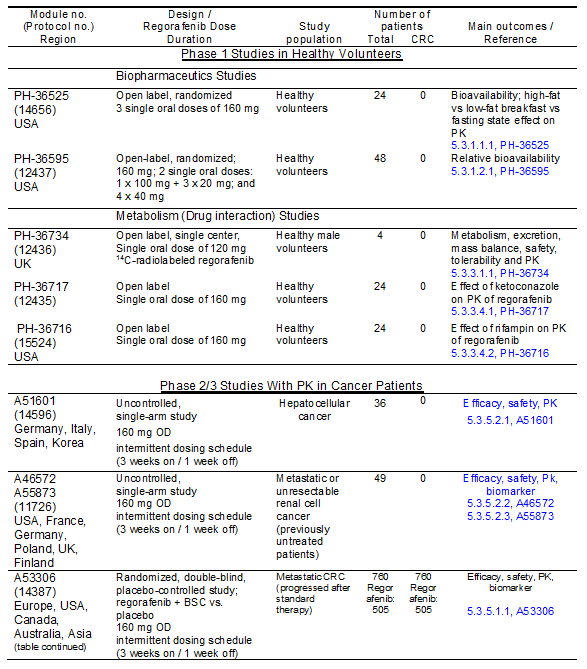 Module no.
(Protocol no.)
Region
Design /
Regorafenib Dose
Duration
Study
population
Number of
patients
Total CRC
Main outcomes /
Reference
Phase 1 Studies in Healthy Volunteers
Biopharmaceutics Studies
PH-36525
(14656)
USA
Open label, randomized
3 single oral doses of 160 mg
Healthy
volunteers
24
0
Bioavailability; high-fat
vs low-fat breakfast vs
fasting state effect on
PK
5.3.1.1.1, PH-36525
PH-36595
(12437)
USA
Open-label, randomized;
160 mg; 2 single oral doses:
1 x 100 mg + 3 x 20 mg; and
4 x 40 mg
Healthy
volunteers
48
0
Relative bioavailability
5.3.1.2.1, PH-36595
Metabolism (Drug interaction) Studies
PH-36734
(12436)
UK
Open label, single center,
Single oral dose of 120 mg
14C-radiolabeled regorafenib
Healthy male
volunteers
4
0
Metabolism, excretion,
mass balance, safety,
tolerability and PK
5.3.3.1.1, PH-36734
PH-36717
(12435)
Open label
Single oral dose of 160 mg
Healthy
volunteers
24
0
Effect of ketoconazole
on PK of regorafenib
5.3.3.4.1, PH-36717
PH-36716
(15524)
USA
Open label
Single oral dose of 160 mg
Healthy
volunteers
24
0
Effect of rifampin on PK
of regorafenib
5.3.3.4.2, PH-36716
Phase 2/3 Studies With PK in Cancer Patients
A51601
(14596)
Germany, Italy,
Spain, Korea
Uncontrolled,
single-arm study
160 mg OD
intermittent dosing schedule
(3 weeks on / 1 week off)
Hepatocellular
cancer
36
0
Efficacy, safety, PK
5.3.5.2.1, A51601
A46572
A55873
(11726)
USA, France,
Germany,
Poland, UK,
Finland
Uncontrolled,
single-arm study
160 mg OD
intermittent dosing schedule
(3 weeks on / 1 week off)
Metastatic or
unresectable
renal cell
cancer
(previously
untreated
patients)
49
0
Efficacy, safety, Pk,
biomarker
5.3.5.2.2, A46572
5.3.5.2.3, A55873
A53306
(14387)
Europe, USA,
Canada,
Australia, Asia
(table continued)
Randomized, double-blind,
placebo-controlled study;
regorafenib + BSC vs.
placebo
160 mg OD
intermittent dosing schedule
(3 weeks on / 1 week off)
Metastatic CRC
(progressed after
standard
therapy)
760
Regor
afenib:
505
760
Regor
afenib:
505
Efficacy, safety, PK,
biomarker
5.3.5.1.1, A53306